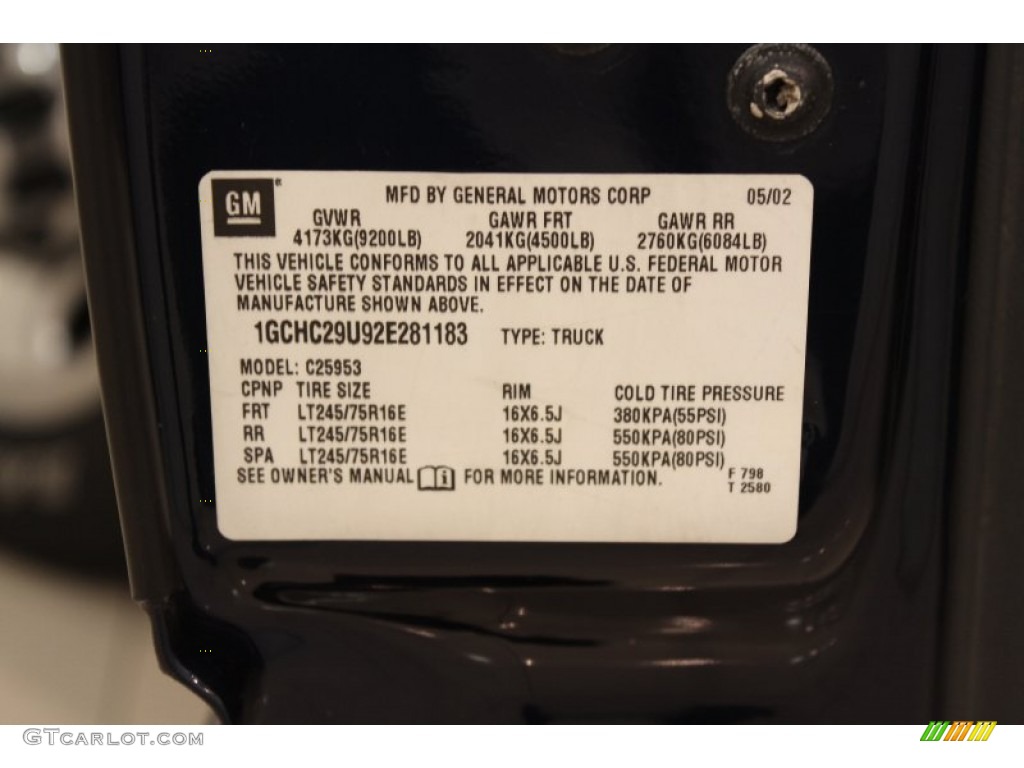 GM
MFD BY GENERAL MOTORS CORP 05/02
GVWR GAWR FRT GAWR RR
4173KG(9200LB) 2041KG(4500LB) 2760KG(6084LB)
THIS VEHICLE CONFORMS TO ALL APPLICABLE U.S. FEDERAL MOTOR
VEHICLE SAFETY STANDARDS IN EFFECT ON THE DATE OF
MANUFACTURE SHOWN ABOVE.
1GCHC29U92E281183 TYPE: TRUCK
MODEL: C25953
CPNP TIRE SIZE RIM COLD TIRE PRESSURE
FRT LT245/75R16E 16X6.5J 380KPA(55PSI)
RR LT245/75R16E 16X6.5J 550KPA(80PSI)
SPA LT245/75R16E 16X6.5J 550KPA(80PSI)
SEE OWNER'S MANUAL i FOR MORE INFORMATION.
F 798
T 2580
GTcarlot.com